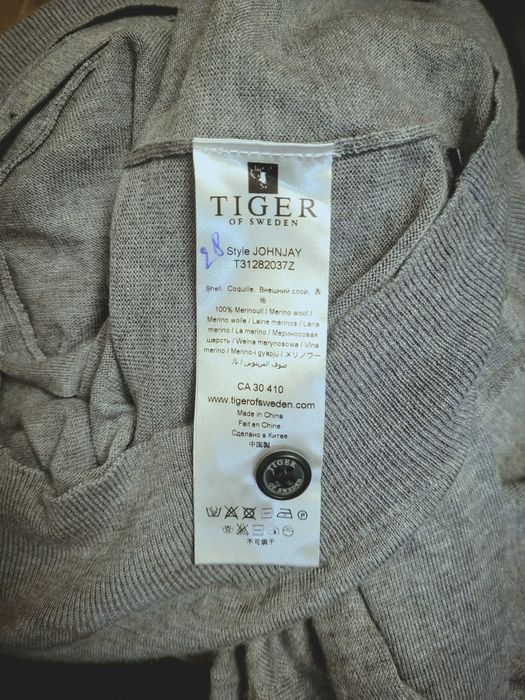 TIGER
OF SWEDEN
28
Style JOHNJAY
T31282037Z
Shell, Coquille, Внешний слой, 表
地
100% Merinoull / Merino wool /
Merino wolle / Laine mérinos / Lana
merino / La merino / Мериносовая
шерсть / Wełna merynosowa / Vlna
merino / Merino-i gyapjú / メリノウー
ル / صوف المرينوس
CA 30 410
www.tigerofsweden.com
Made in China
Fait en Chine
Сделано в Китае
中国製
TIGER
OF SWEDEN
不可烘干